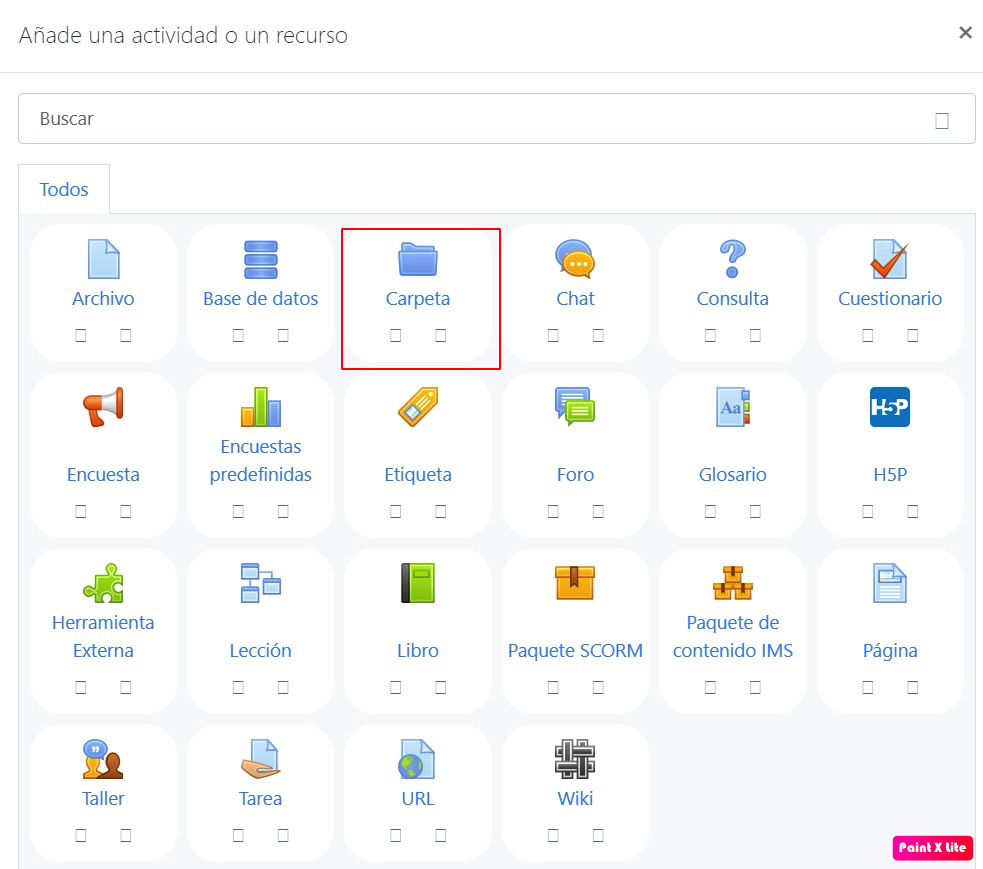 Añade una actividad o un recurso
×
Buscar
Todos
Archivo
Base de datos
Carpeta
Chat
Consulta
Cuestionario
Aa
H5P
Encuesta
Encuestas
predefinidas
Etiqueta
Foro
Glosario
H5P
Herramienta
Externa
Lección
Libro
Paquete SCORM
Paquete de
contenido IMS
Página
Taller
Tarea
URL
Wiki
Paint X Lite